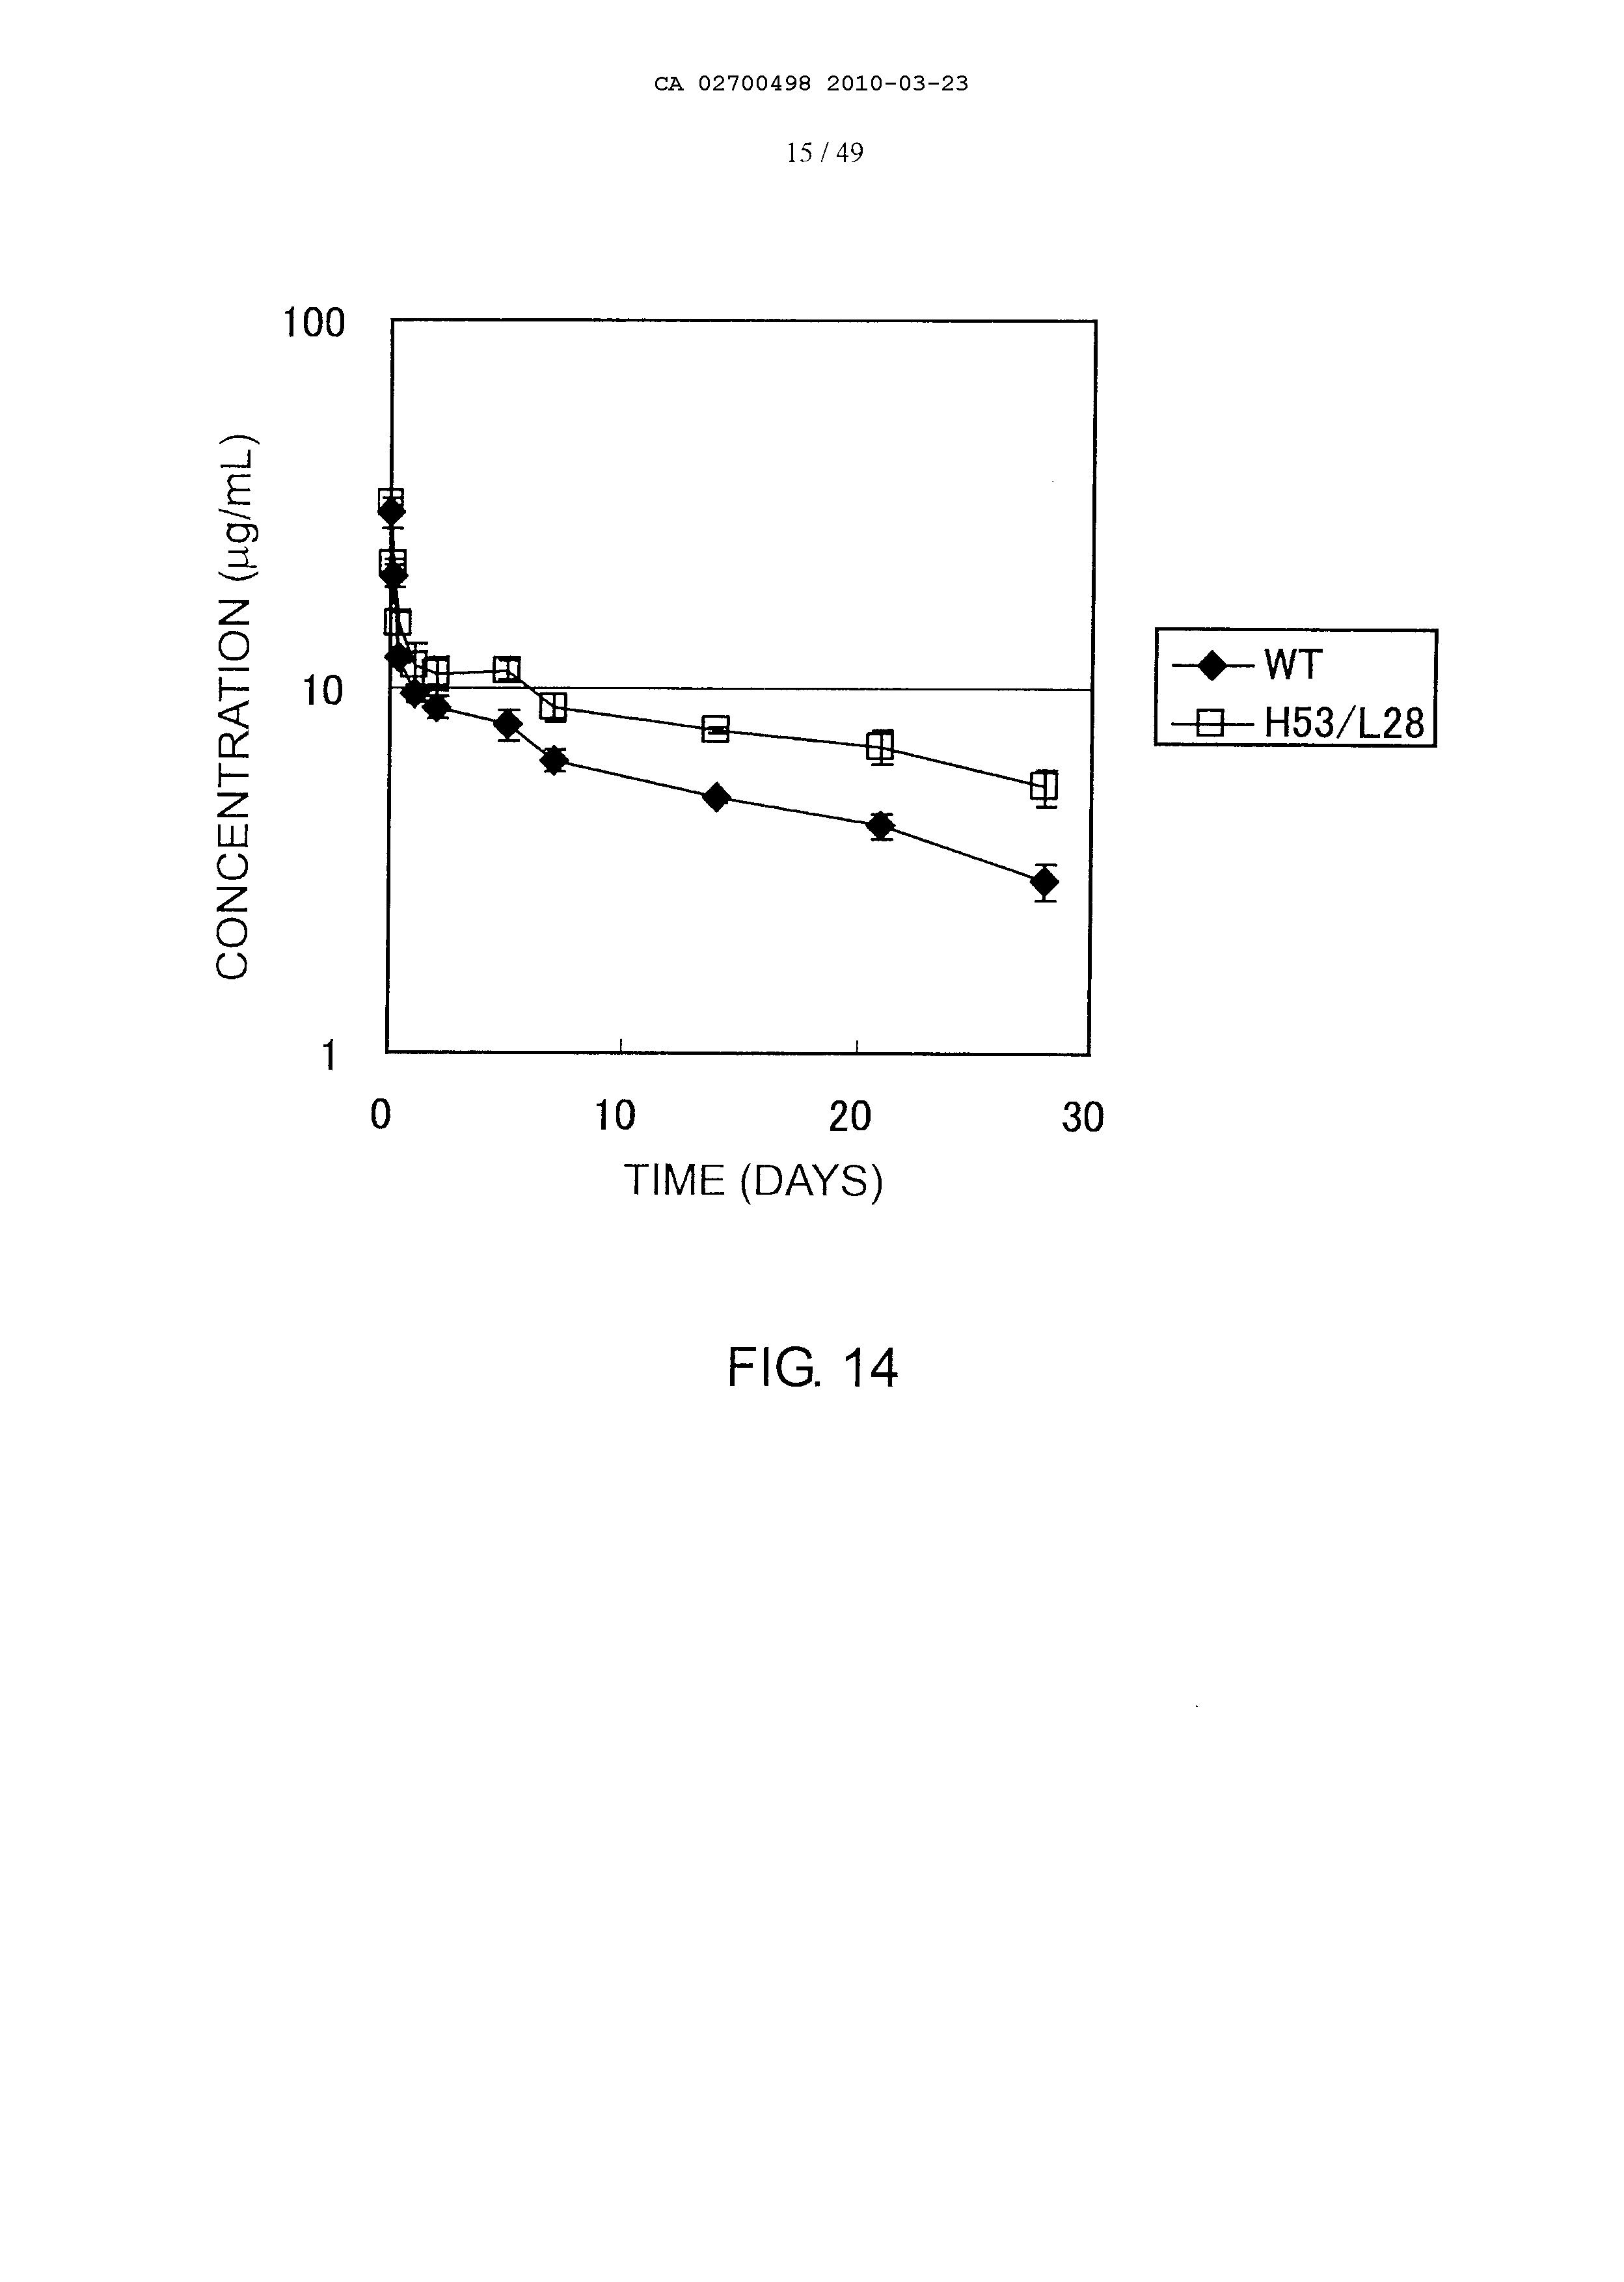 CA 02700498 2010-03-23
15 / 49
100
10
1
CONCENTRATION (μg/mL)
0 10 20 30
TIME (DAYS)
WT
H53/L28
FIG. 14